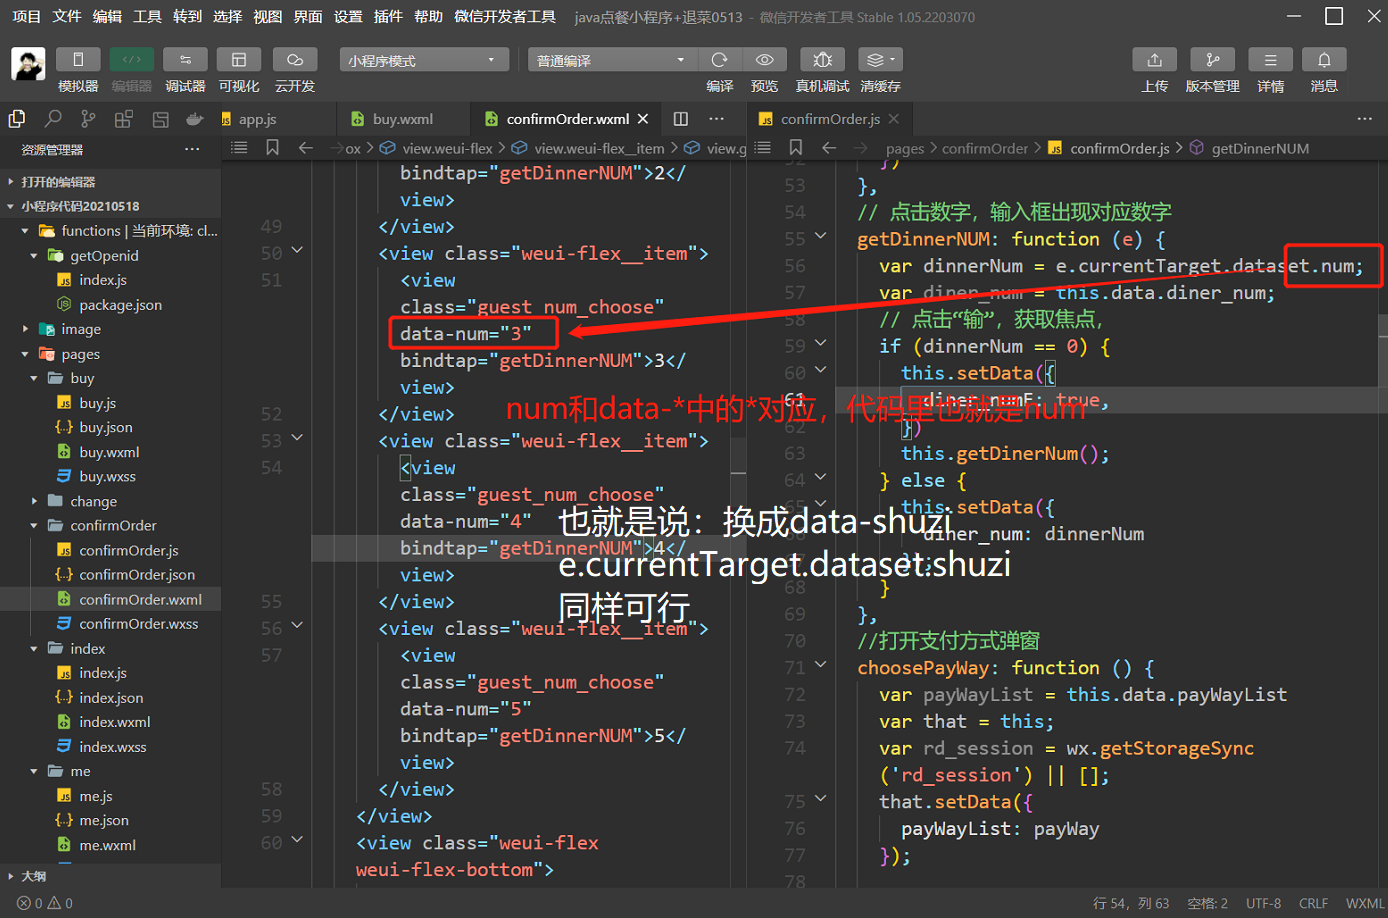 项目 文件 编辑 工具 转到 选择 视图 界面 设置 插件 帮助 微信开发者工具 java点餐小程序+退菜0513 - 微信开发者工具 Stable 1.05.2203070
小程序模式 普通编译
模拟器 编辑器 调试器 可视化 云开发 编译 预览 真机调试 清缓存 上传 版本管理 详情 消息
app.js buy.wxml confirmOrder.wxml confirmOrder.js
资源管理器
打开的编辑器
小程序代码20210518
functions | 当前环境: cl...
getOpenid
index.js
package.json
image
pages
buy
buy.js
buy.json
buy.wxml
buy.wxss
change
confirmOrder
confirmOrder.js
confirmOrder.json
confirmOrder.wxml
confirmOrder.wxss
index
index.js
index.json
index.wxml
index.wxss
me
me.js
me.json
me.wxml
大纲
ox > view.weui-flex > view.weui-flex__item > view.g
bindtap="getDinnerNUM">2</
view>
49 </view>
50 <view class="weui-flex__item">
51 <view
class="guest_num_choose"
data-num="3"
bindtap="getDinnerNUM">3</
view>
52 </view>
53 <view class="weui-flex__item">
54 <view
class="guest_num_choose"
data-num="4"
bindtap="getDinnerNUM">4</
view>
55 </view>
56 <view class="weui-flex__item">
57 <view
class="guest_num_choose"
data-num="5"
bindtap="getDinnerNUM">5</
view>
58 </view>
59 </view>
60 <view class="weui-flex
weui-flex-bottom">
pages > confirmOrder > confirmOrder.js > getDinnerNUM
52 })
53 },
54 // 点击数字，输入框出现对应数字
55 getDinnerNUM: function (e) {
56 var dinnerNum = e.currentTarget.dataset.num;
57 var diner_num = this.data.diner_num;
58 // 点击“输”，获取焦点，
59 if (dinnerNum == 0) {
60 this.setData({
61 diner_numF: true,
62 })
63 this.getDinerNum();
64 } else {
65 this.setData({
66 diner_num: dinnerNum
});
68 }
69 },
70 //打开支付方式弹窗
71 choosePayWay: function () {
72 var payWayList = this.data.payWayList
73 var that = this;
74 var rd_session = wx.getStorageSync
('rd_session') || [];
75 that.setData({
76 payWayList: payWay
77 });
78
num和data-*中的*对应，代码里也就是num
也就是说：换成data-shuzi
e.currentTarget.dataset.shuzi
同样可行
0 0 行 54，列 63 空格: 2 UTF-8 CRLF WXML